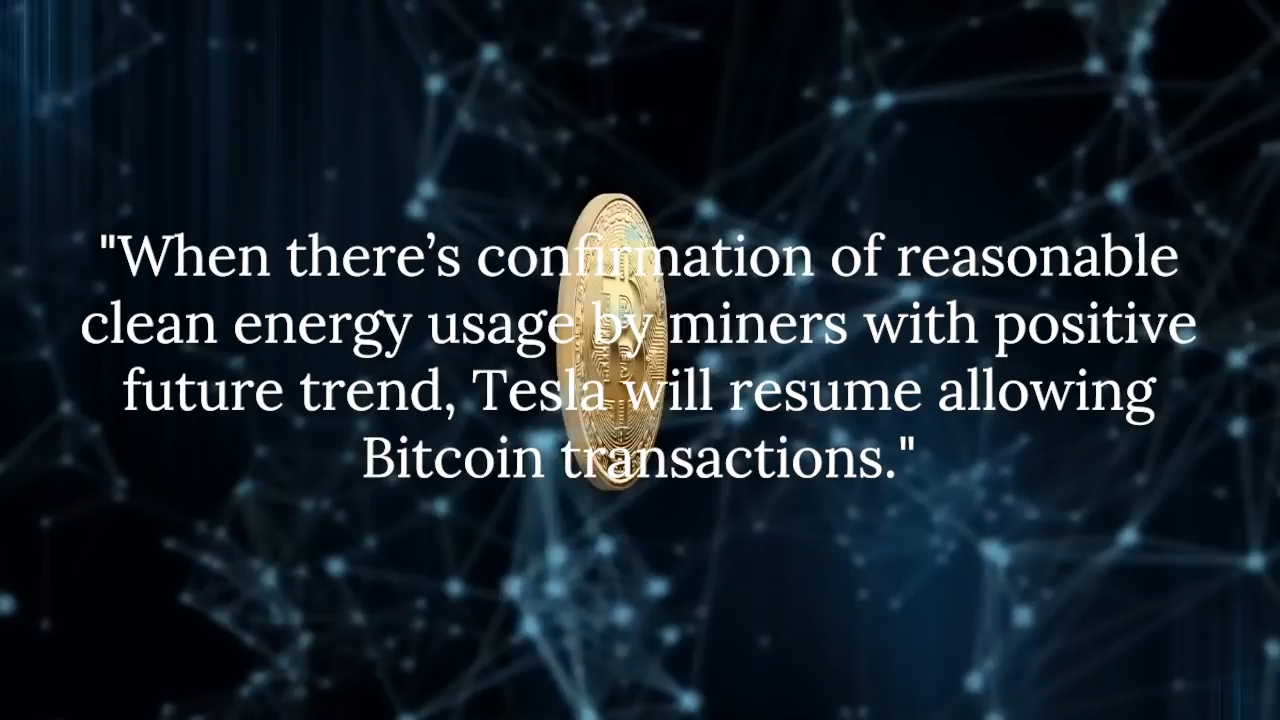 "When there’s confirmation of reasonable
clean energy usage by miners with positive
future trend, Tesla will resume allowing
Bitcoin transactions."